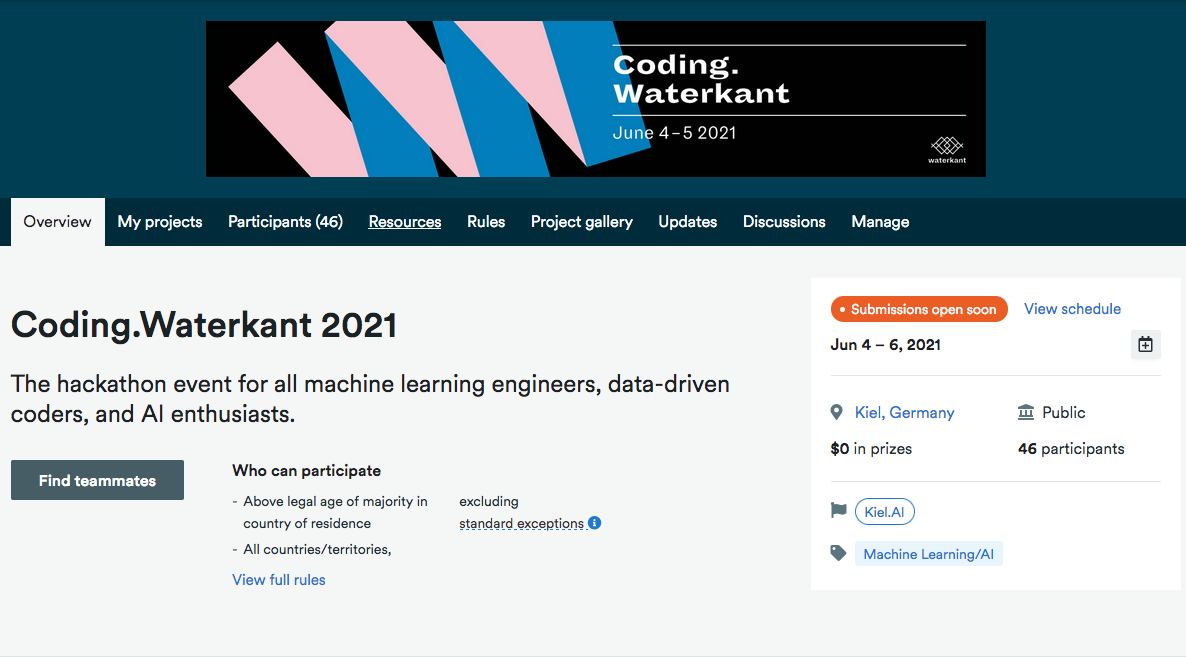 Coding.
Waterkant
June 4–5 2021
waterkant
Overview
My projects
Participants (46)
Resources
Rules
Project gallery
Updates
Discussions
Manage
Coding.Waterkant 2021
The hackathon event for all machine learning engineers, data-driven
coders, and AI enthusiasts.
Find teammates
Who can participate
- Above legal age of majority in
country of residence
- All countries/territories,
excluding
standard exceptions
View full rules
Submissions open soon
View schedule
Jun 4 – 6, 2021
Kiel, Germany
Public
$0 in prizes
46 participants
Kiel.AI
Machine Learning/AI